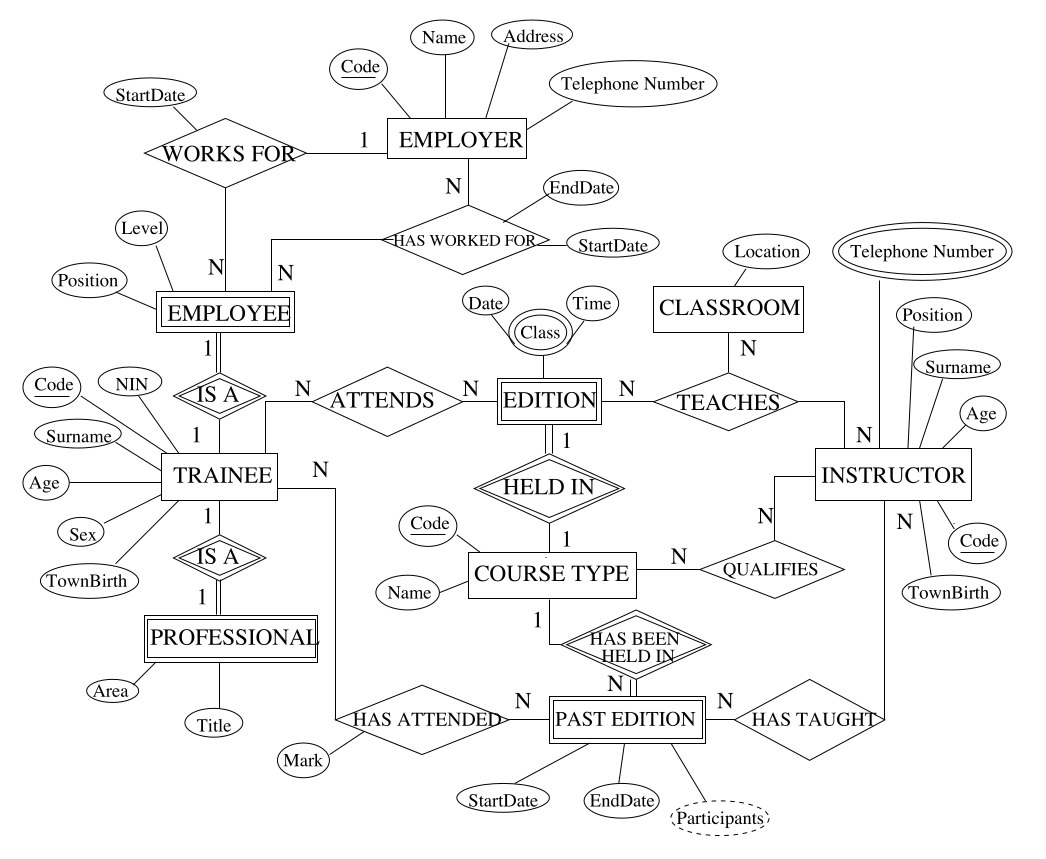 Name
Address
Code
Telephone Number
StartDate
1
EMPLOYER
WORKS FOR
N
EndDate
Level
HAS WORKED FOR
StartDate
Location
Telephone Number
N
N
Position
Date
Time
CLASSROOM
EMPLOYEE
Class
Position
1
N
Surname
Code
NIN
IS A
N
ATTENDS
N
EDITION
N
TEACHES
Age
Surname
1
1
N
TRAINEE
N
INSTRUCTOR
Age
HELD IN
1
N
N
Sex
Code
1
Code
IS A
N
TownBirth
COURSE TYPE
QUALIFIES
Name
TownBirth
1
1
PROFESSIONAL
HAS BEEN
HELD IN
N
Area
N
N
Title
HAS ATTENDED
PAST EDITION
HAS TAUGHT
Mark
StartDate
EndDate
Participants